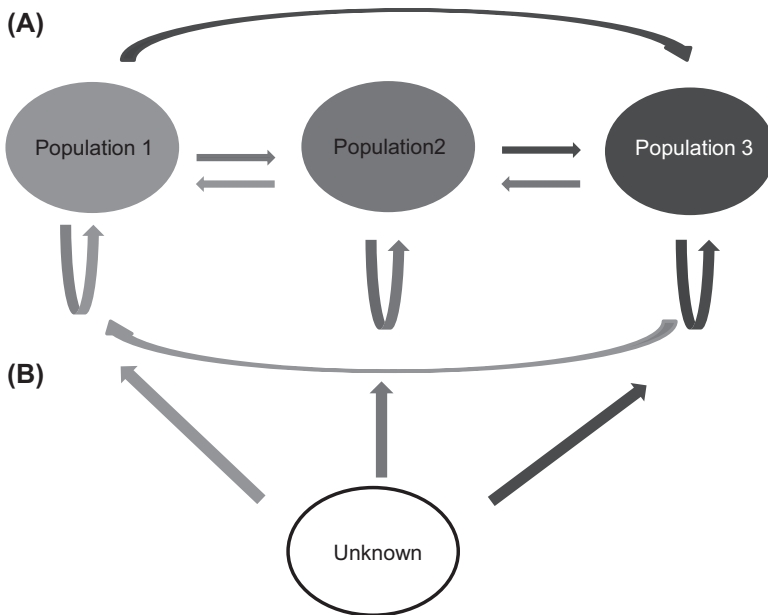 (A)
Population 1
Population2
Population 3
(B)
Unknown